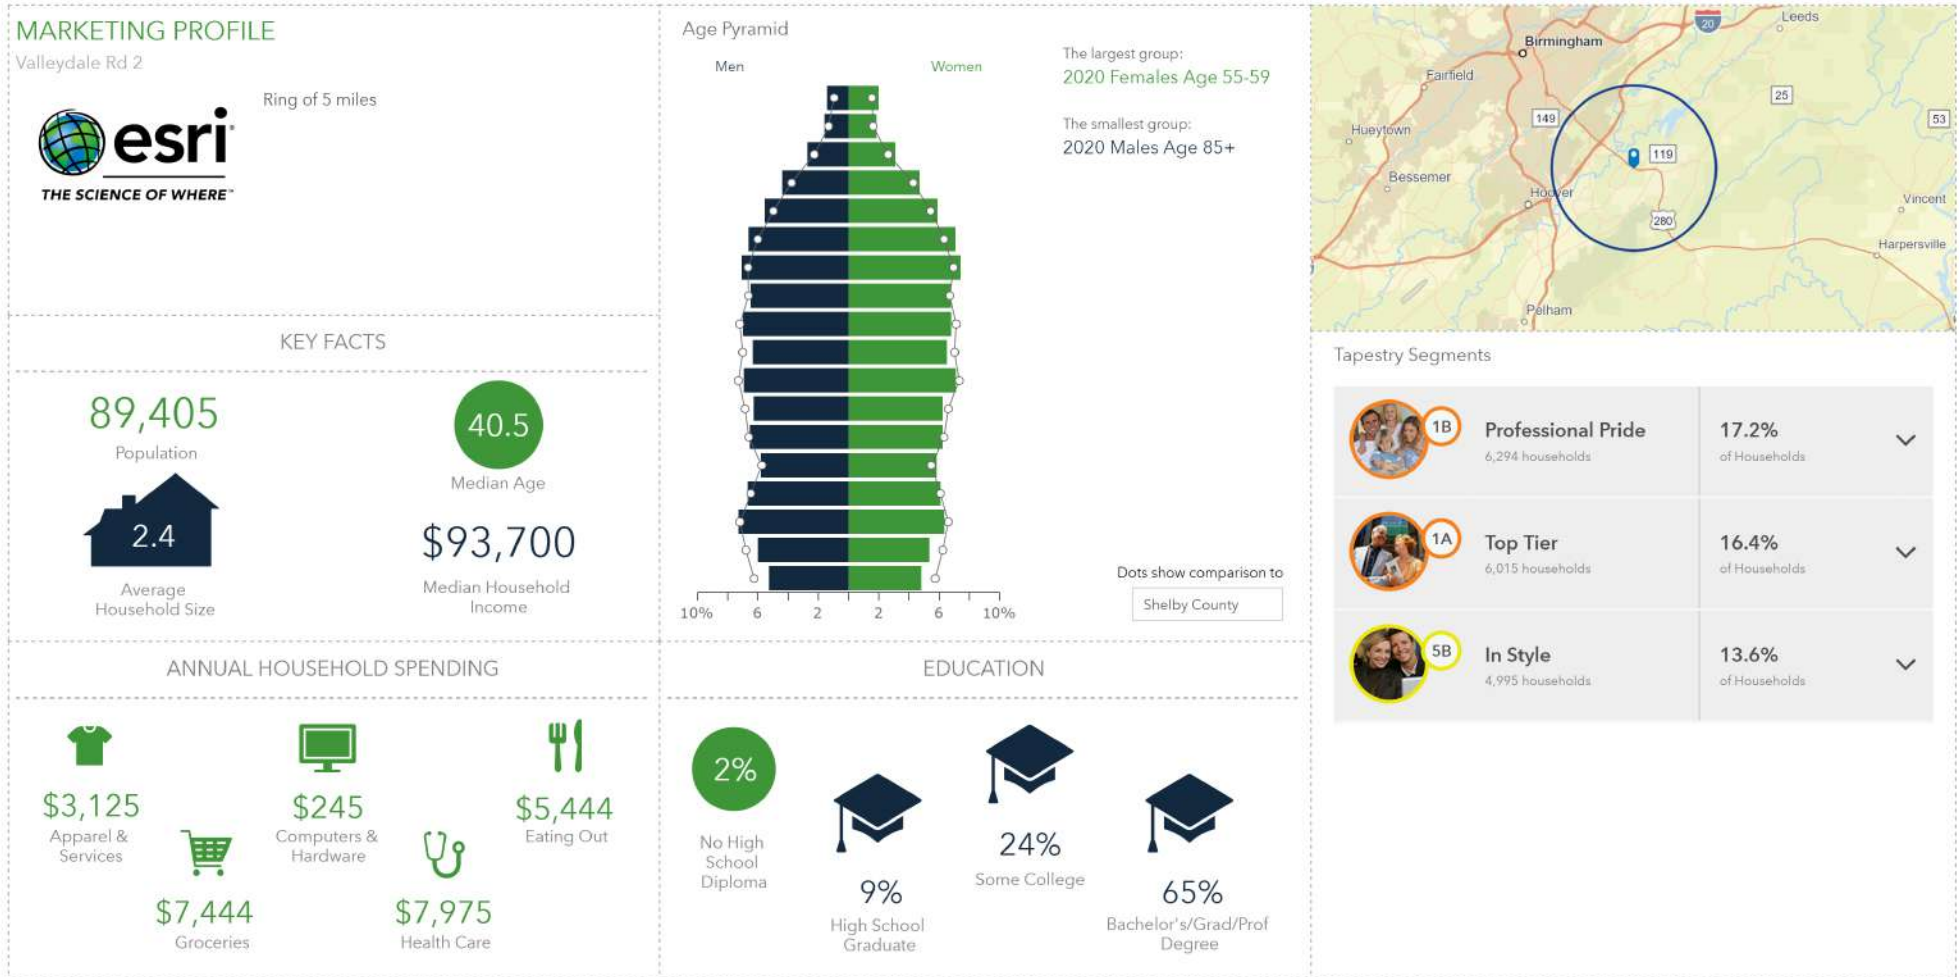 MARKETING PROFILE
Valleydale Rd 2
Ring of 5 miles
esri
THE SCIENCE OF WHERE™
KEY FACTS
89,405
Population
40.5
Median Age
2.4
Average
Household Size
$93,700
Median Household
Income
ANNUAL HOUSEHOLD SPENDING
$3,125
Apparel &
Services
$245
Computers &
Hardware
$5,444
Eating Out
$7,444
Groceries
$7,975
Health Care
Age Pyramid
Men
Women
The largest group:
2020 Females Age 55-59
The smallest group:
2020 Males Age 85+
Dots show comparison to
Shelby County
10% 6 2 2 6 10%
EDUCATION
2%
No High
School
Diploma
9%
High School
Graduate
24%
Some College
65%
Bachelor's/Grad/Prof
Degree
20
Leeds
Birmingham
Fairfield
25
149
53
Hueytown
119
Bessemer
Hoover
Vincent
280
Harpersville
Pelham
Tapestry Segments
1B
Professional Pride
6,294 households
17.2%
of Households
1A
Top Tier
6,015 households
16.4%
of Households
5B
In Style
4,995 households
13.6%
of Households